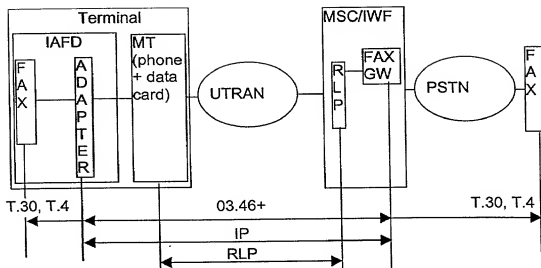 Terminal
MSC/IWF
IAFD
MT
(phone
+ data
card)
FAX
ADAPTER
UTRAN
RLP
FAX
GW
PSTN
FAX
T.30, T.4
03.46+
T.30, T.4
IP
RLP